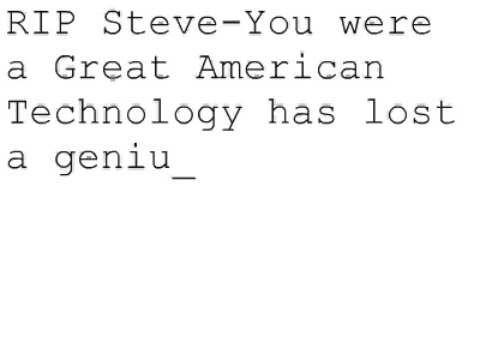 RIP Steve-You were
a Great American
Technology has lost
a geniu_